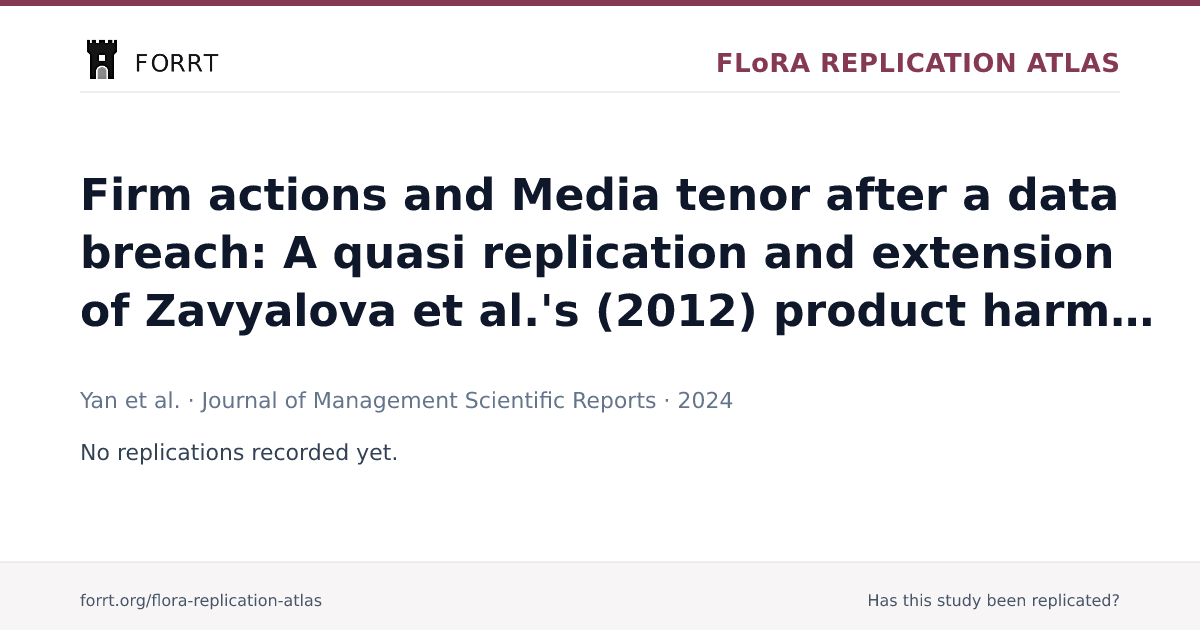 FORRT
FLoRA REPLICATION ATLAS
Firm actions and Media tenor after a data
breach: A quasi replication and extension
of Zavyalova et al.'s (2012) product harm…
Yan et al. · Journal of Management Scientific Reports · 2024
No replications recorded yet.
forrt.org/flora-replication-atlas
Has this study been replicated?